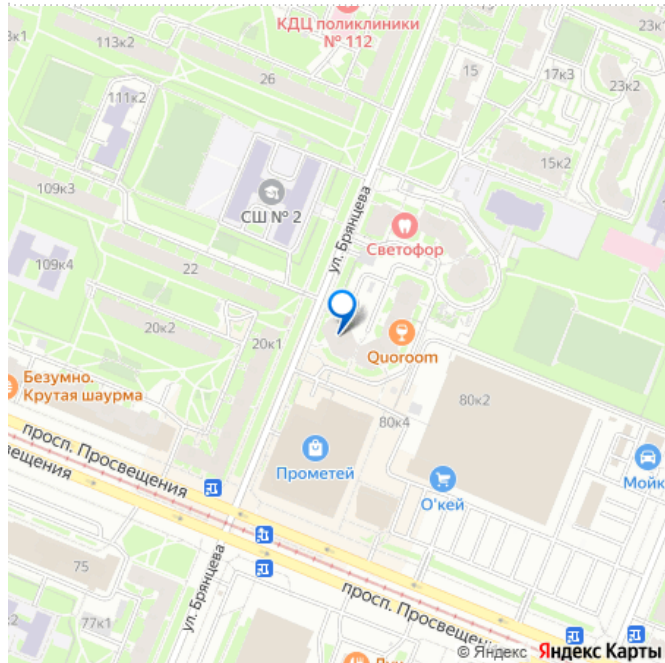 КДЦ поликлиники
№ 112
113к2
26
15
17к3
23к2
111к2
15к2
109к3
СШ № 2
ул. Брянцева
Светофор
109к4
22
20к2
20к1
Quoroom
Безумно.
Крутая шаурма
80к2
80к4
просп. Просвещения
Прометей
О'кей
Мойк
75
ул. Брянцева
77к1
просп. Просвещени
© Яндекс Яндекс Карты